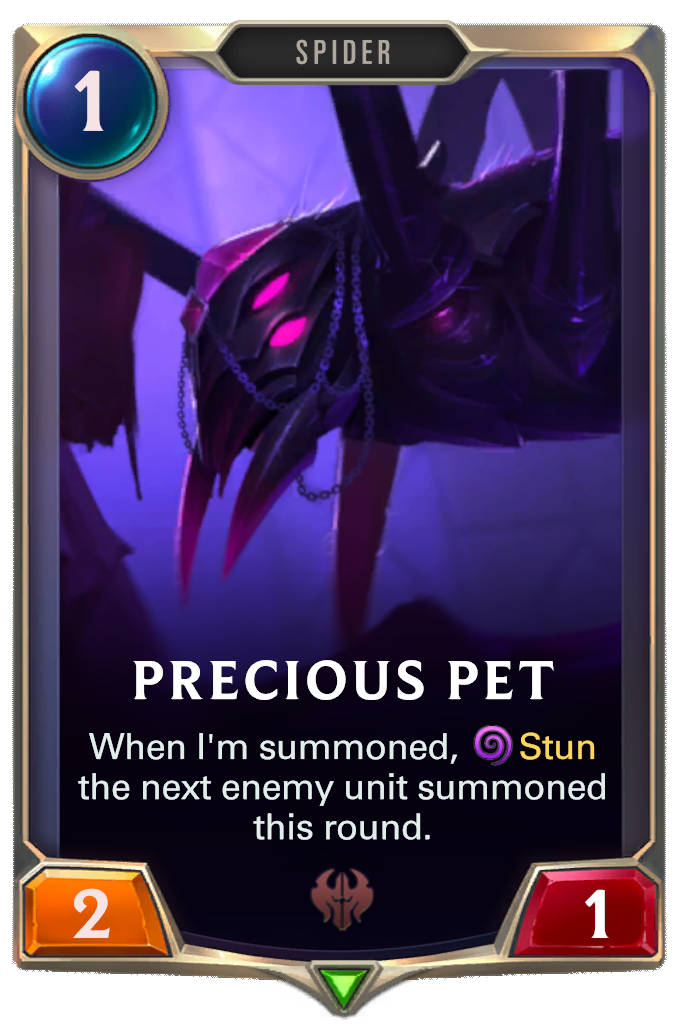 SPIDER
1
PRECIOUS PET
When I'm summoned, Stun
the next enemy unit summoned
this round.
2
1